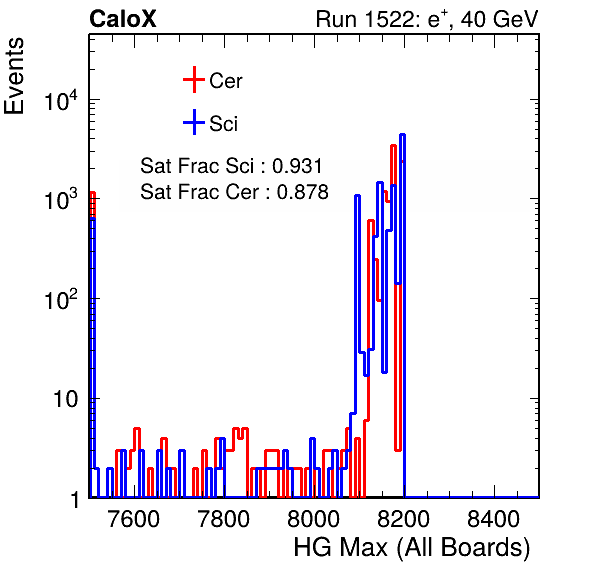 CaloX Run 1522: e⁺, 40 GeV
Events
Cer
Sci
Sat Frac Sci : 0.931
Sat Frac Cer : 0.878
10⁴
10³
10²
10
1
7600 7800 8000 8200 8400
HG Max (All Boards)